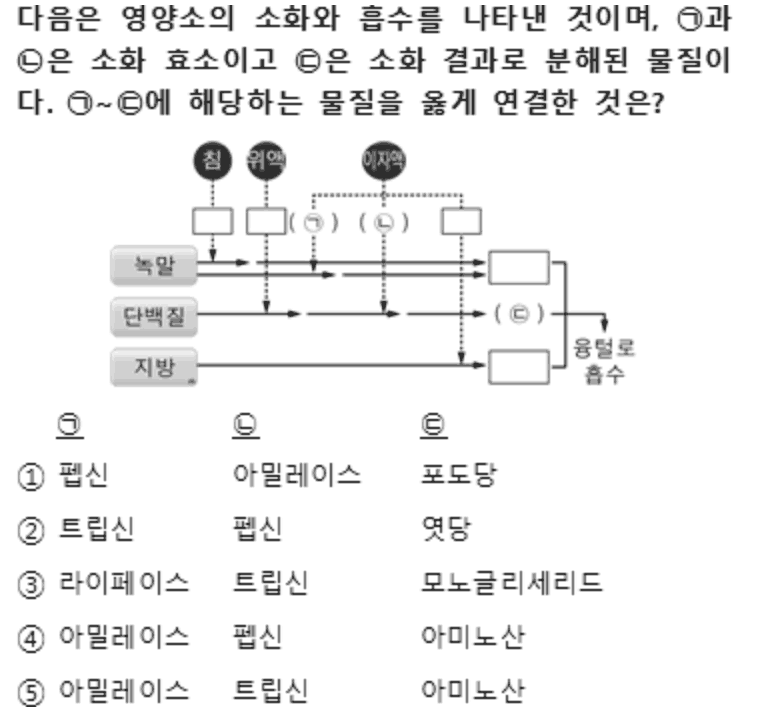 다음은 영양소의 소화와 흡수를 나타낸 것이며, ㉠과
㉡은 소화 효소이고 ㉢은 소화 결과로 분해된 물질이
다. ㉠~㉢에 해당하는 물질을 옳게 연결한 것은?
침 위액 이자액
( ㉠ ) ( ㉡ )
녹말
단백질 ( ㉢ )
지방
융털로
흡수
㉠ ㉡ ㉢
① 펩신 아밀레이스 포도당
② 트립신 펩신 엿당
③ 라이페이스 트립신 모노글리세리드
④ 아밀레이스 펩신 아미노산
⑤ 아밀레이스 트립신 아미노산